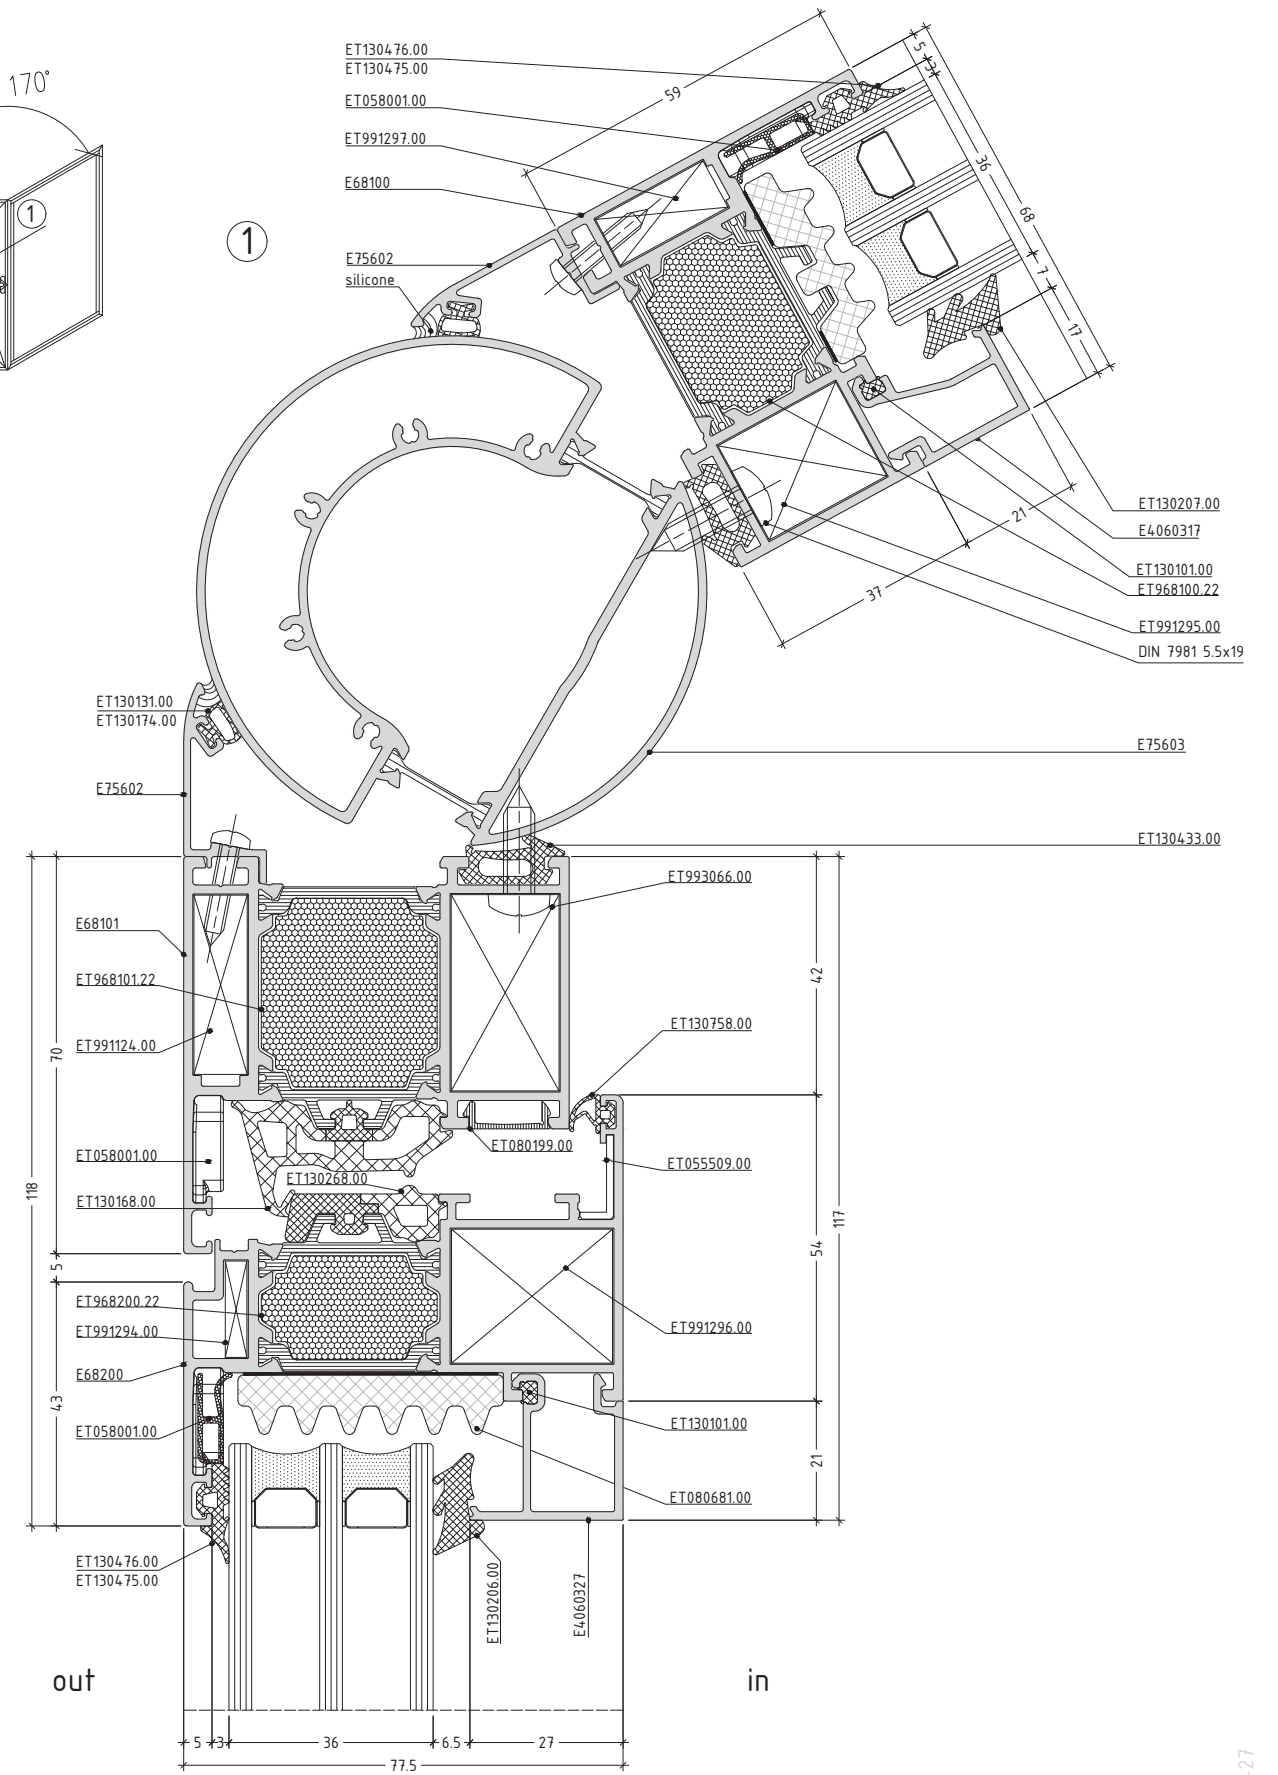 170°
1
1
ET130476.00
ET130475.00
ET058001.00
ET991297.00
E68100
E75602
silicone
59
5
3
36
68
7
17
21
37
ET130207.00
E4060317
ET130101.00
ET968100.22
ET991295.00
DIN 7981 5.5x19
ET130131.00
ET130174.00
E75602
E75603
ET130433.00
ET993066.00
E68101
ET968101.22
ET991124.00
42
70
ET130758.00
ET080199.00
ET058001.00
ET055509.00
ET130268.00
ET130168.00
118
117
54
5
ET968200.22
ET991294.00
ET991296.00
E68200
43
ET058001.00
ET130101.00
21
ET080681.00
ET130476.00
ET130475.00
ET130206.00
E4060327
out
in
5
3
36
6.5
27
77.5
-27